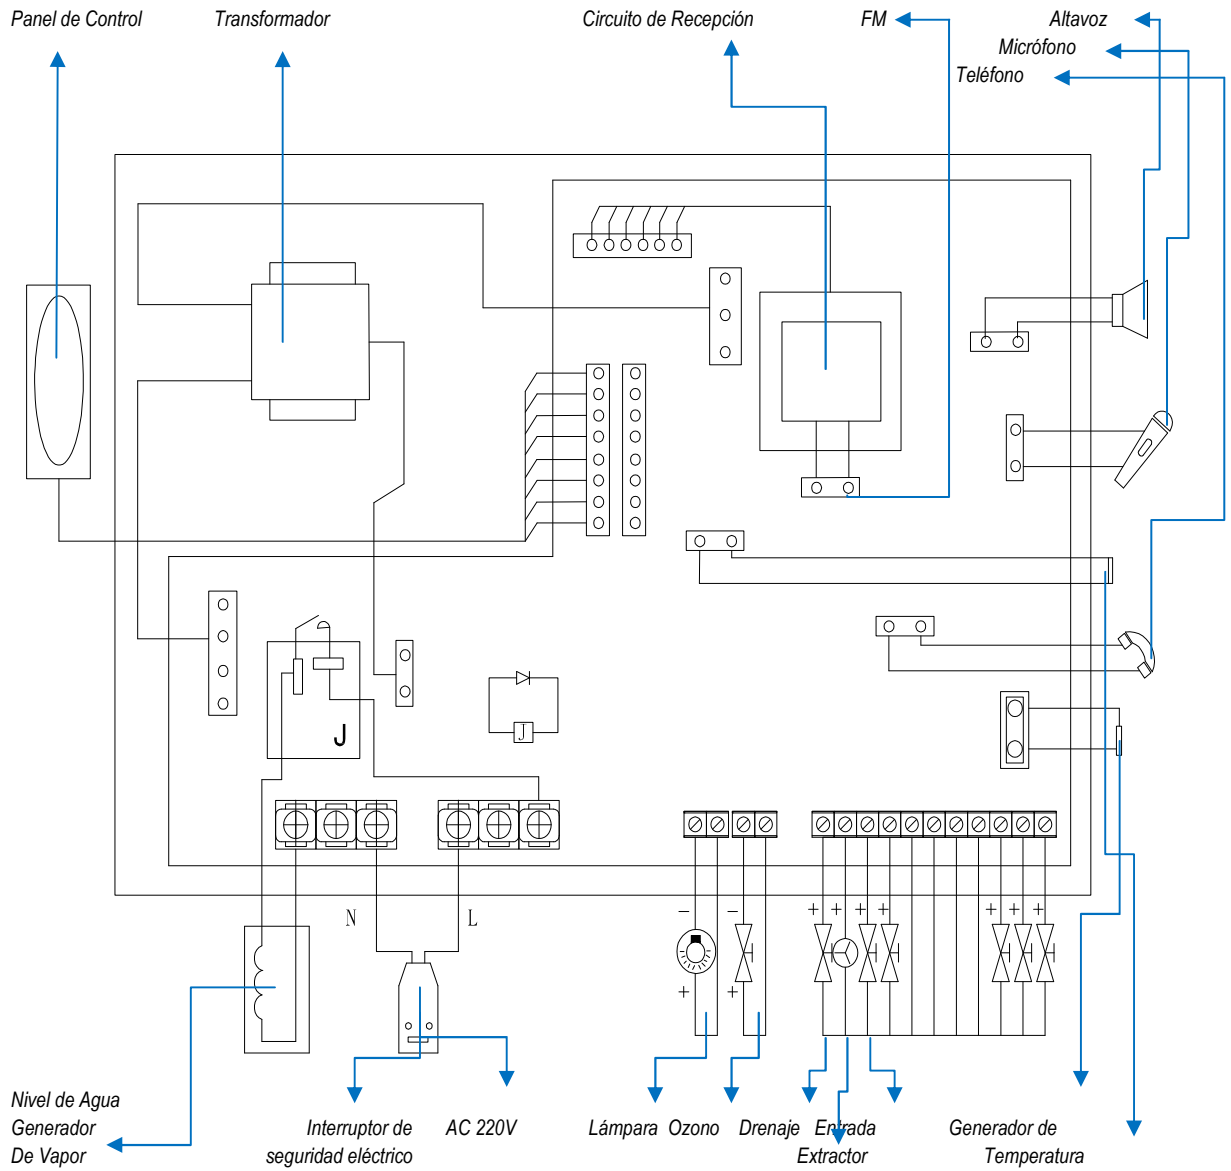 Panel de Control
Transformador
Circuito de Recepción
FM
Altavoz
Micrófono
Teléfono
J
J
N
L
Nivel de Agua
Generador
De Vapor
Interruptor de
seguridad eléctrico
AC 220V
Lámpara Ozono Drenaje Entrada
Extractor
Generador de
Temperatura